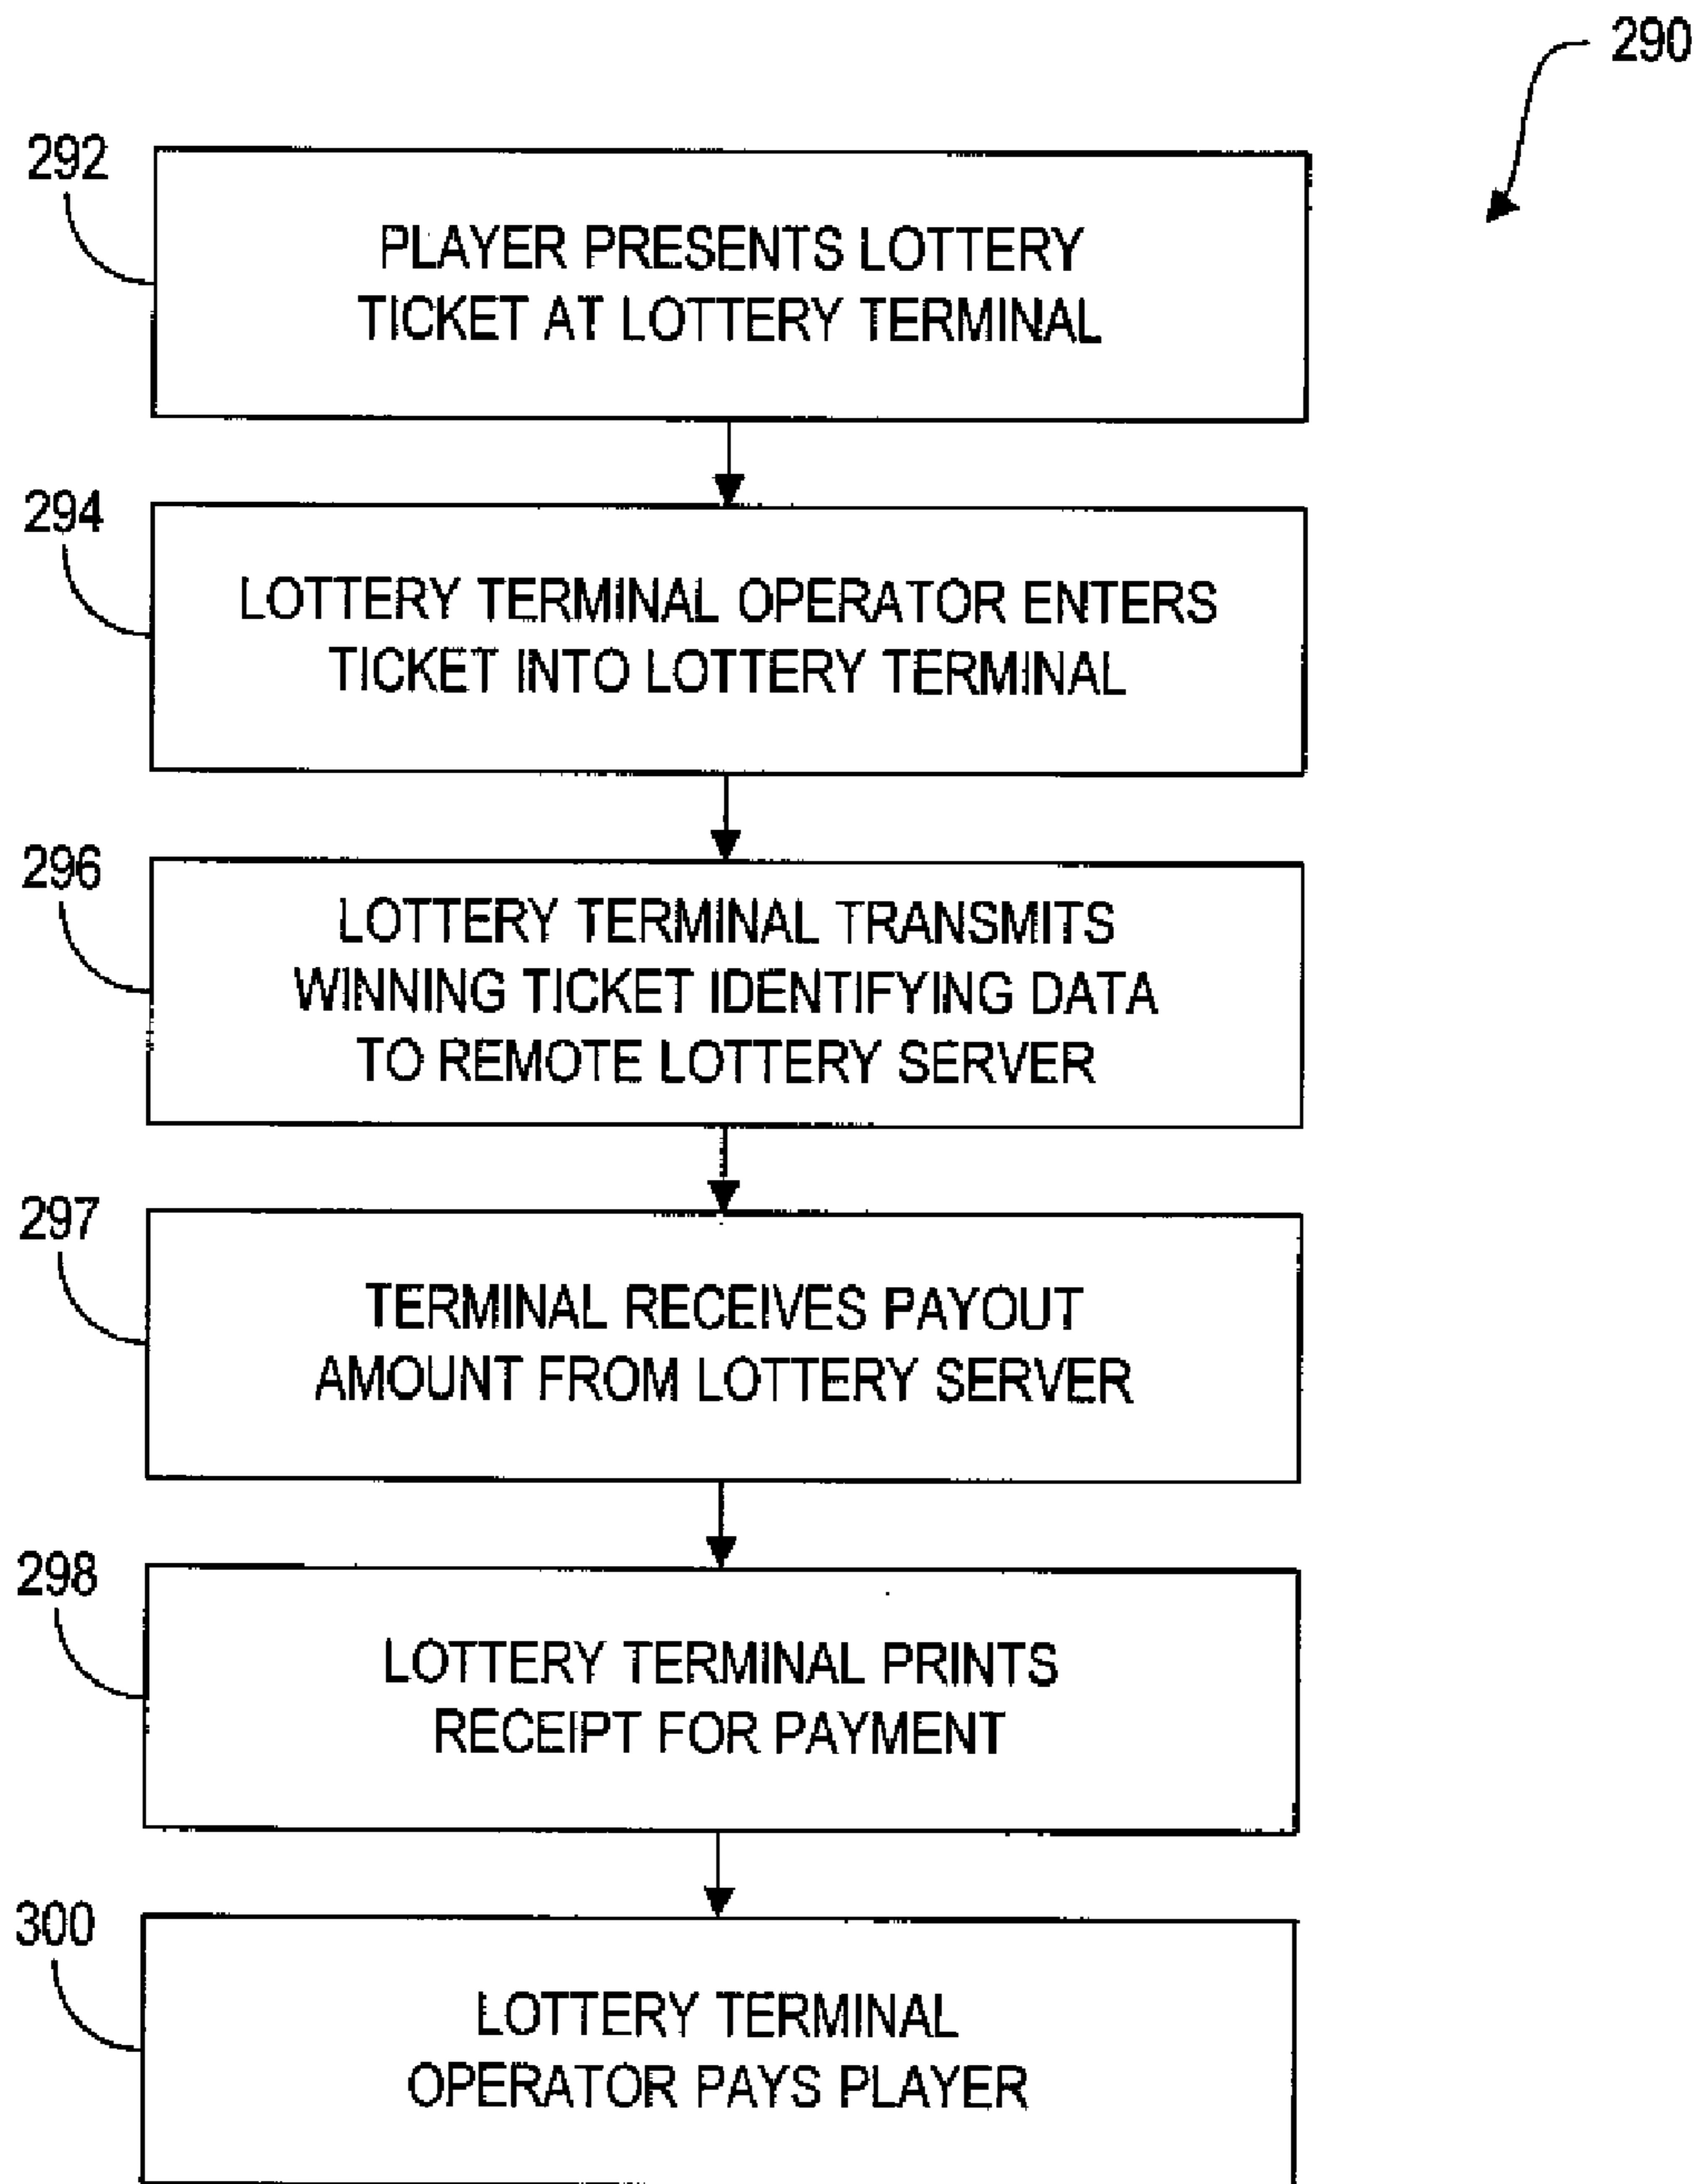 290
292
PLAYER PRESENTS LOTTERY
TICKET AT LOTTERY TERMINAL
294
LOTTERY TERMINAL OPERATOR ENTERS
TICKET INTO LOTTERY TERMINAL
296
LOTTERY TERMINAL TRANSMITS
WINNING TICKET IDENTIFYING DATA
TO REMOTE LOTTERY SERVER
297
TERMINAL RECEIVES PAYOUT
AMOUNT FROM LOTTERY SERVER
298
LOTTERY TERMINAL PRINTS
RECEIPT FOR PAYMENT
300
LOTTERY TERMINAL
OPERATOR PAYS PLAYER